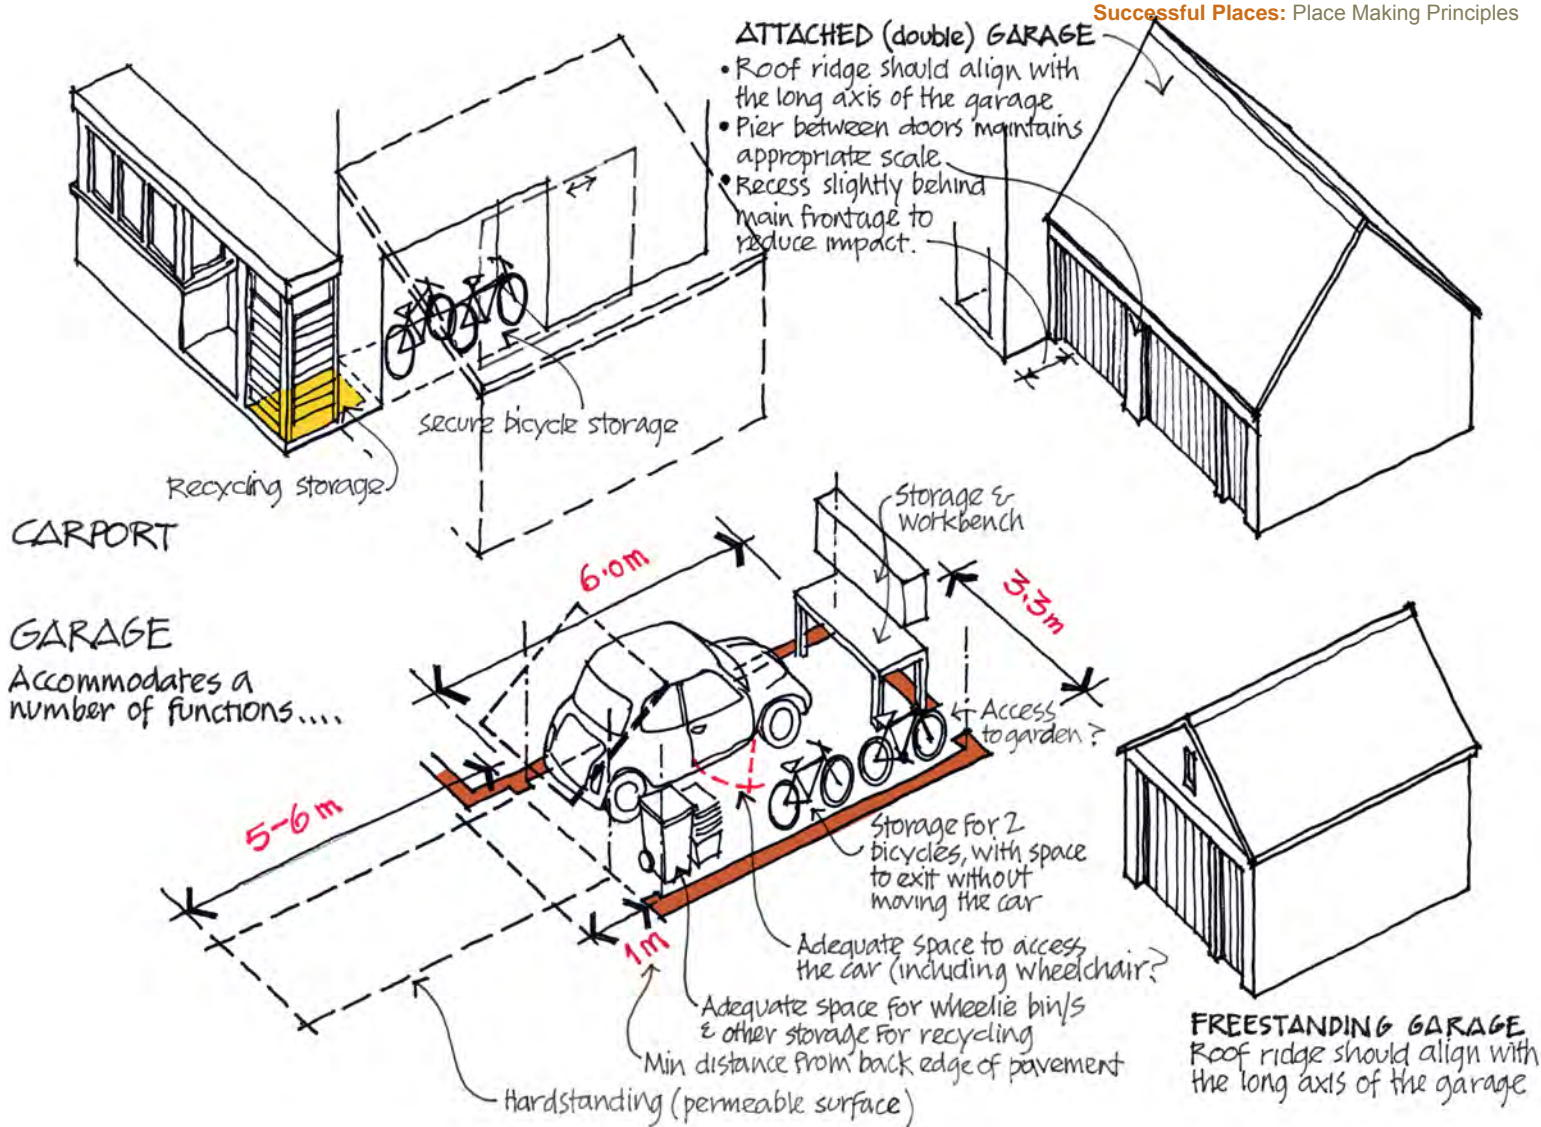 Successful Places: Place Making Principles
ATTACHED (double) GARAGE
• Roof ridge should align with
the long axis of the garage
• Pier between doors maintains
appropriate scale
• Recess slightly behind
main frontage to
reduce impact.
secure bicycle storage
Recycling storage
CARPORT
GARAGE
Accommodates a
number of functions....
6.0m
Storage &
workbench
3.3m
Access
to garden?
5-6m
1m
Storage for 2
bicycles, with space
to exit without
moving the car
Adequate space to access
the car (including wheelchair?
Adequate space for wheelie bin/s
& other storage for recycling
Min distance from back edge of pavement
Hardstanding (permeable surface)
FREESTANDING GARAGE
Roof ridge should align with
the long axis of the garage